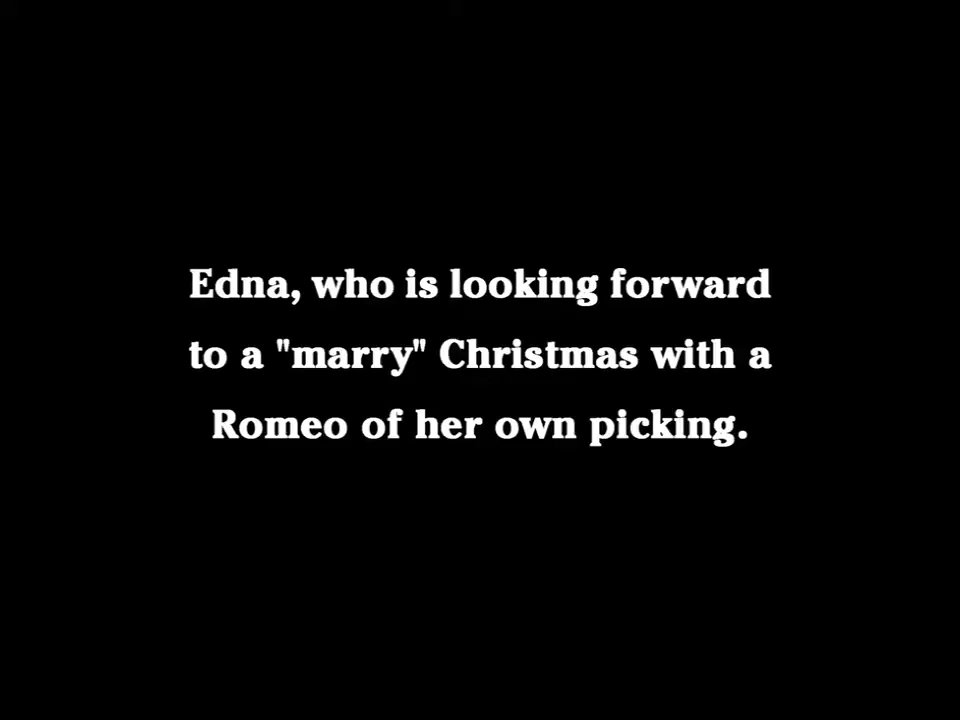 Edna, who is looking forward
to a "marry" Christmas with a
Romeo of her own picking.